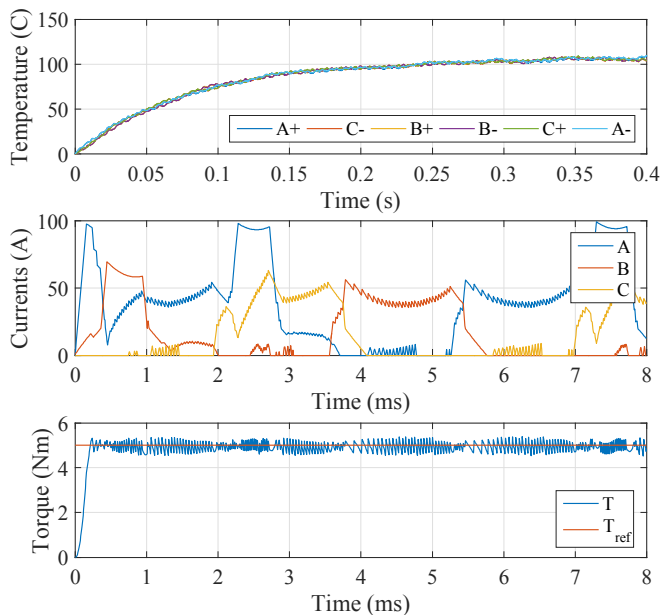 Temperature (C)
150
100
50
0
A+ C- B+ B- C+ A-
0 0.05 0.1 0.15 0.2 0.25 0.3 0.35 0.4
Time (s)
Currents (A)
100
50
0
A
B
C
0 1 2 3 4 5 6 7 8
Time (ms)
Torque (Nm)
6
4
2
0
T
T_ref
0 1 2 3 4 5 6 7 8
Time (ms)